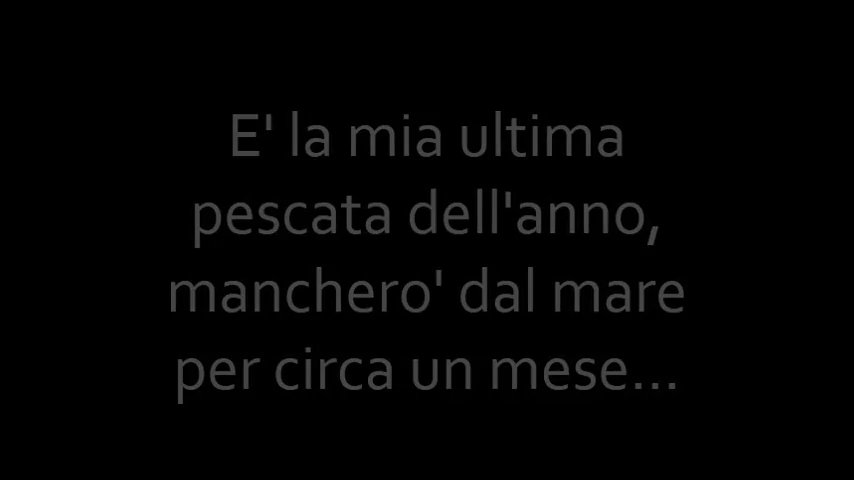 E' la mia ultima
pescata dell'anno,
manchero' dal mare
per circa un mese...